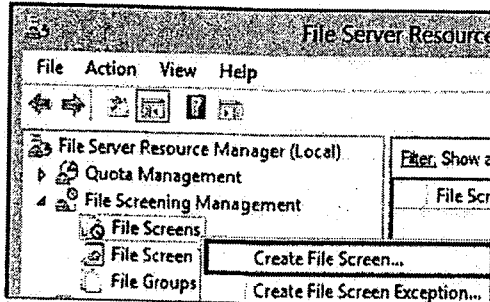 File Server Resource
File Action View Help
File Server Resource Manager (Local)
Quota Management
File Screening Management
File Screens
File Screen
File Groups
Filter: Show a
File Scr
Create File Screen...
Create File Screen Exception...